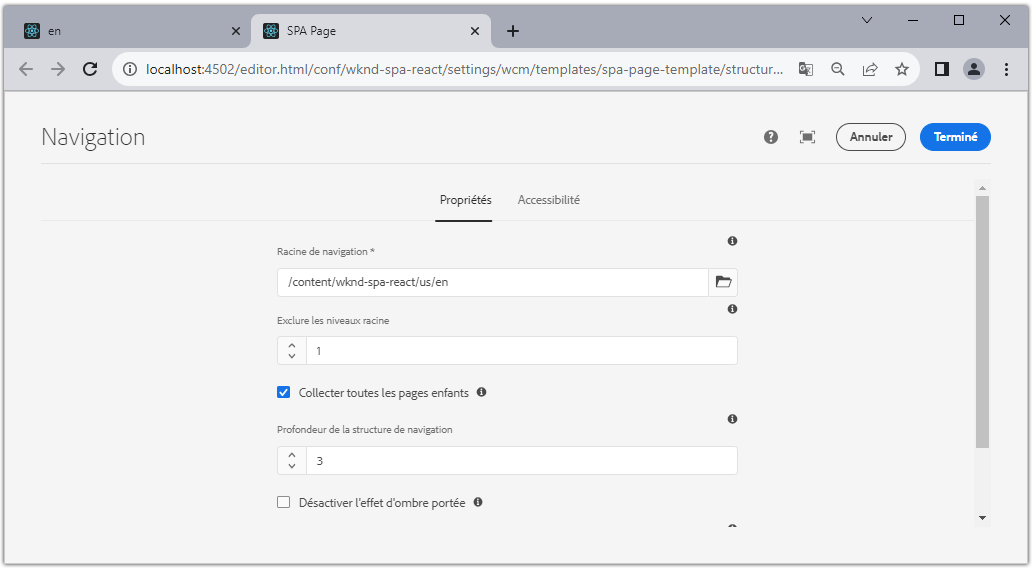 en
SPA Page
localhost:4502/editor.html/conf/wknd-spa-react/settings/wcm/templates/spa-page-template/structur...
Navigation
Annuler
Terminé
Propriétés
Accessibilité
Racine de navigation *
/content/wknd-spa-react/us/en
Exclure les niveaux racine
1
Collecter toutes les pages enfants
Profondeur de la structure de navigation
3
Désactiver l'effet d'ombre portée